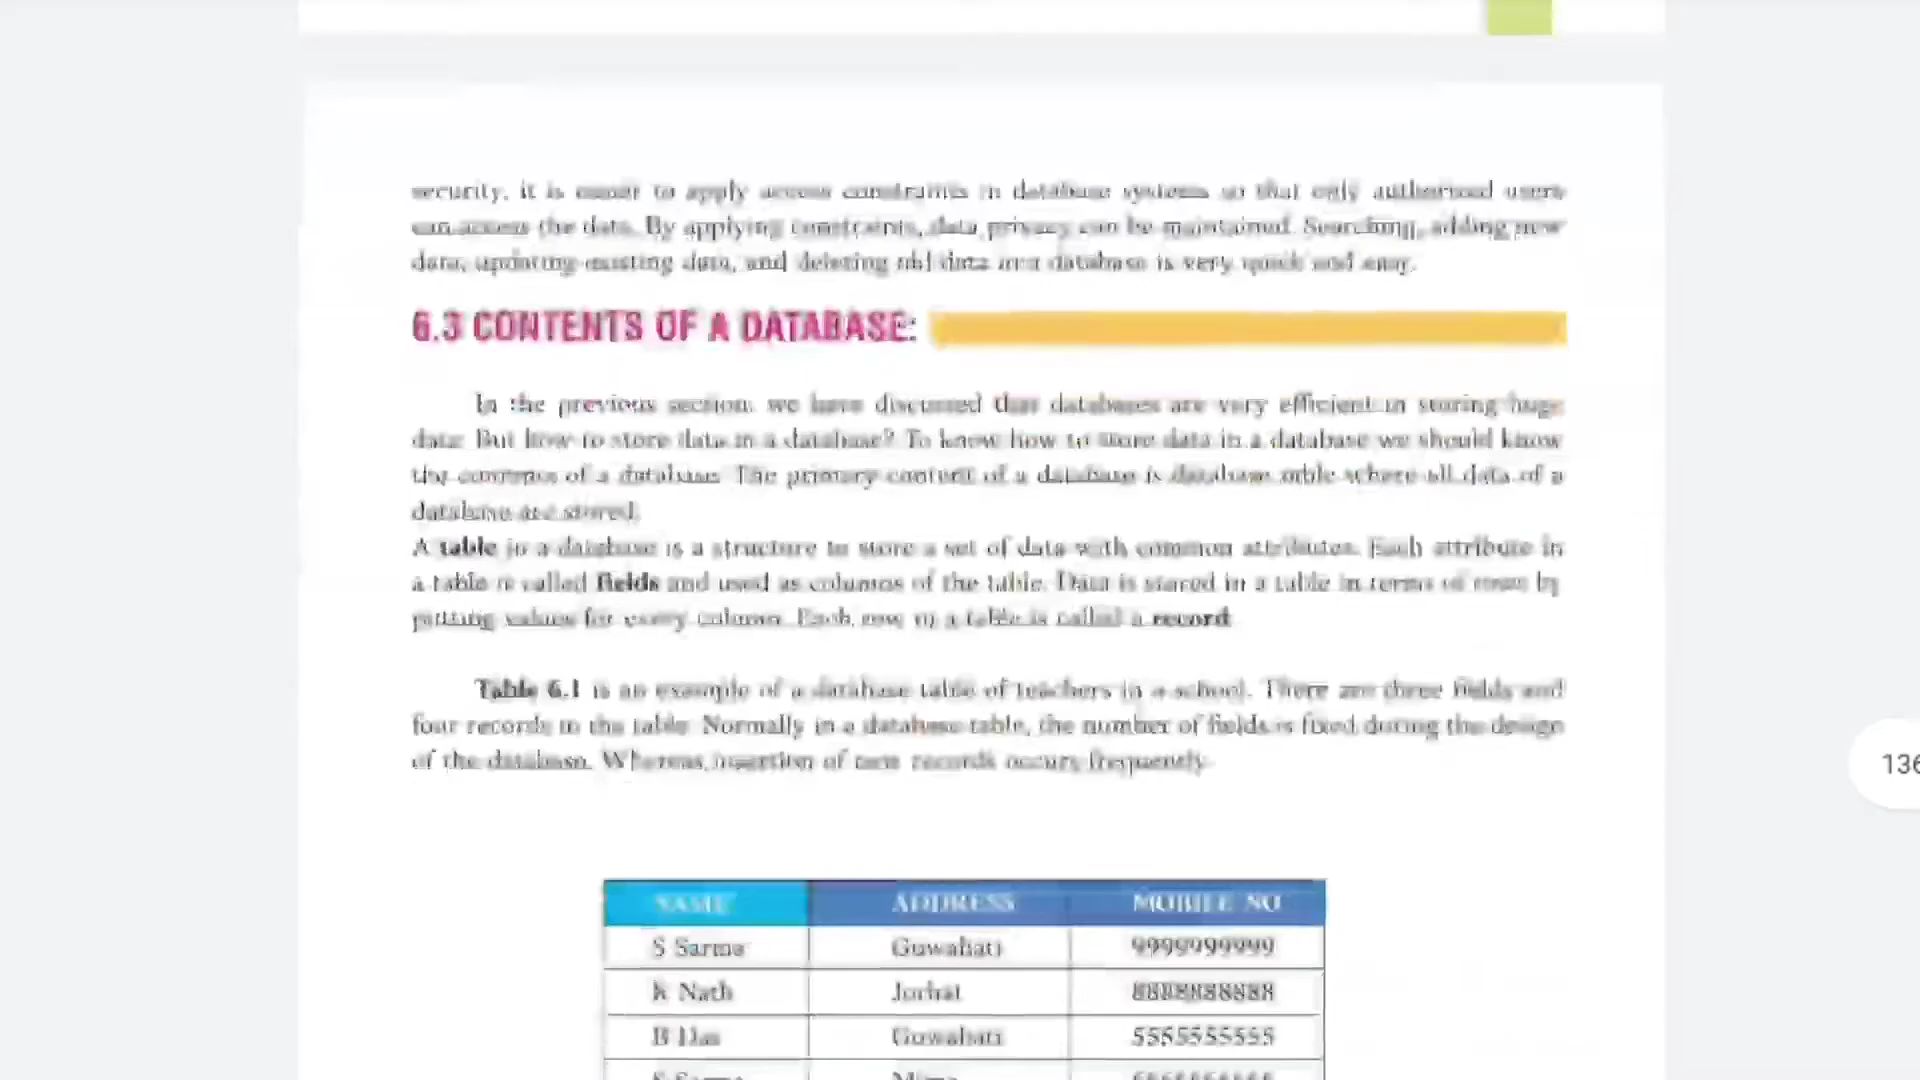 security, it is easier to apply access constraints in database systems so that only authorised users
can access the data. By applying constraints, data privacy can be maintained. Searching, adding new
data, updating existing data, and deleting old data in a database is very quick and easy.
6.3 CONTENTS OF A DATABASE:
In the previous section, we have discussed that databases are very efficient in storing huge
data. But how to store data in a database? To know how to store data in a database we should know
the contents of a database. The primary content of a database is database table where all data of a
database are stored.
A table in a database is a structure to store a set of data with common attributes. Each attribute in
a table is called fields and used as columns of the table. Data is stored in a table in terms of rows by
putting values for every column. Each row in a table is called a record
Table 6.1 is an example of a database table of teachers in a school. There are three fields and
four records in the table. Normally in a database table, the number of fields is fixed during the design
of the database. Whereas, insertion of new records occurs frequently
NAME ADDRESS MOBILE NO
S Sarma Guwahati 9999999999
K Nath Jorhat 8888888888
B Das Guwahati 5555555555
136